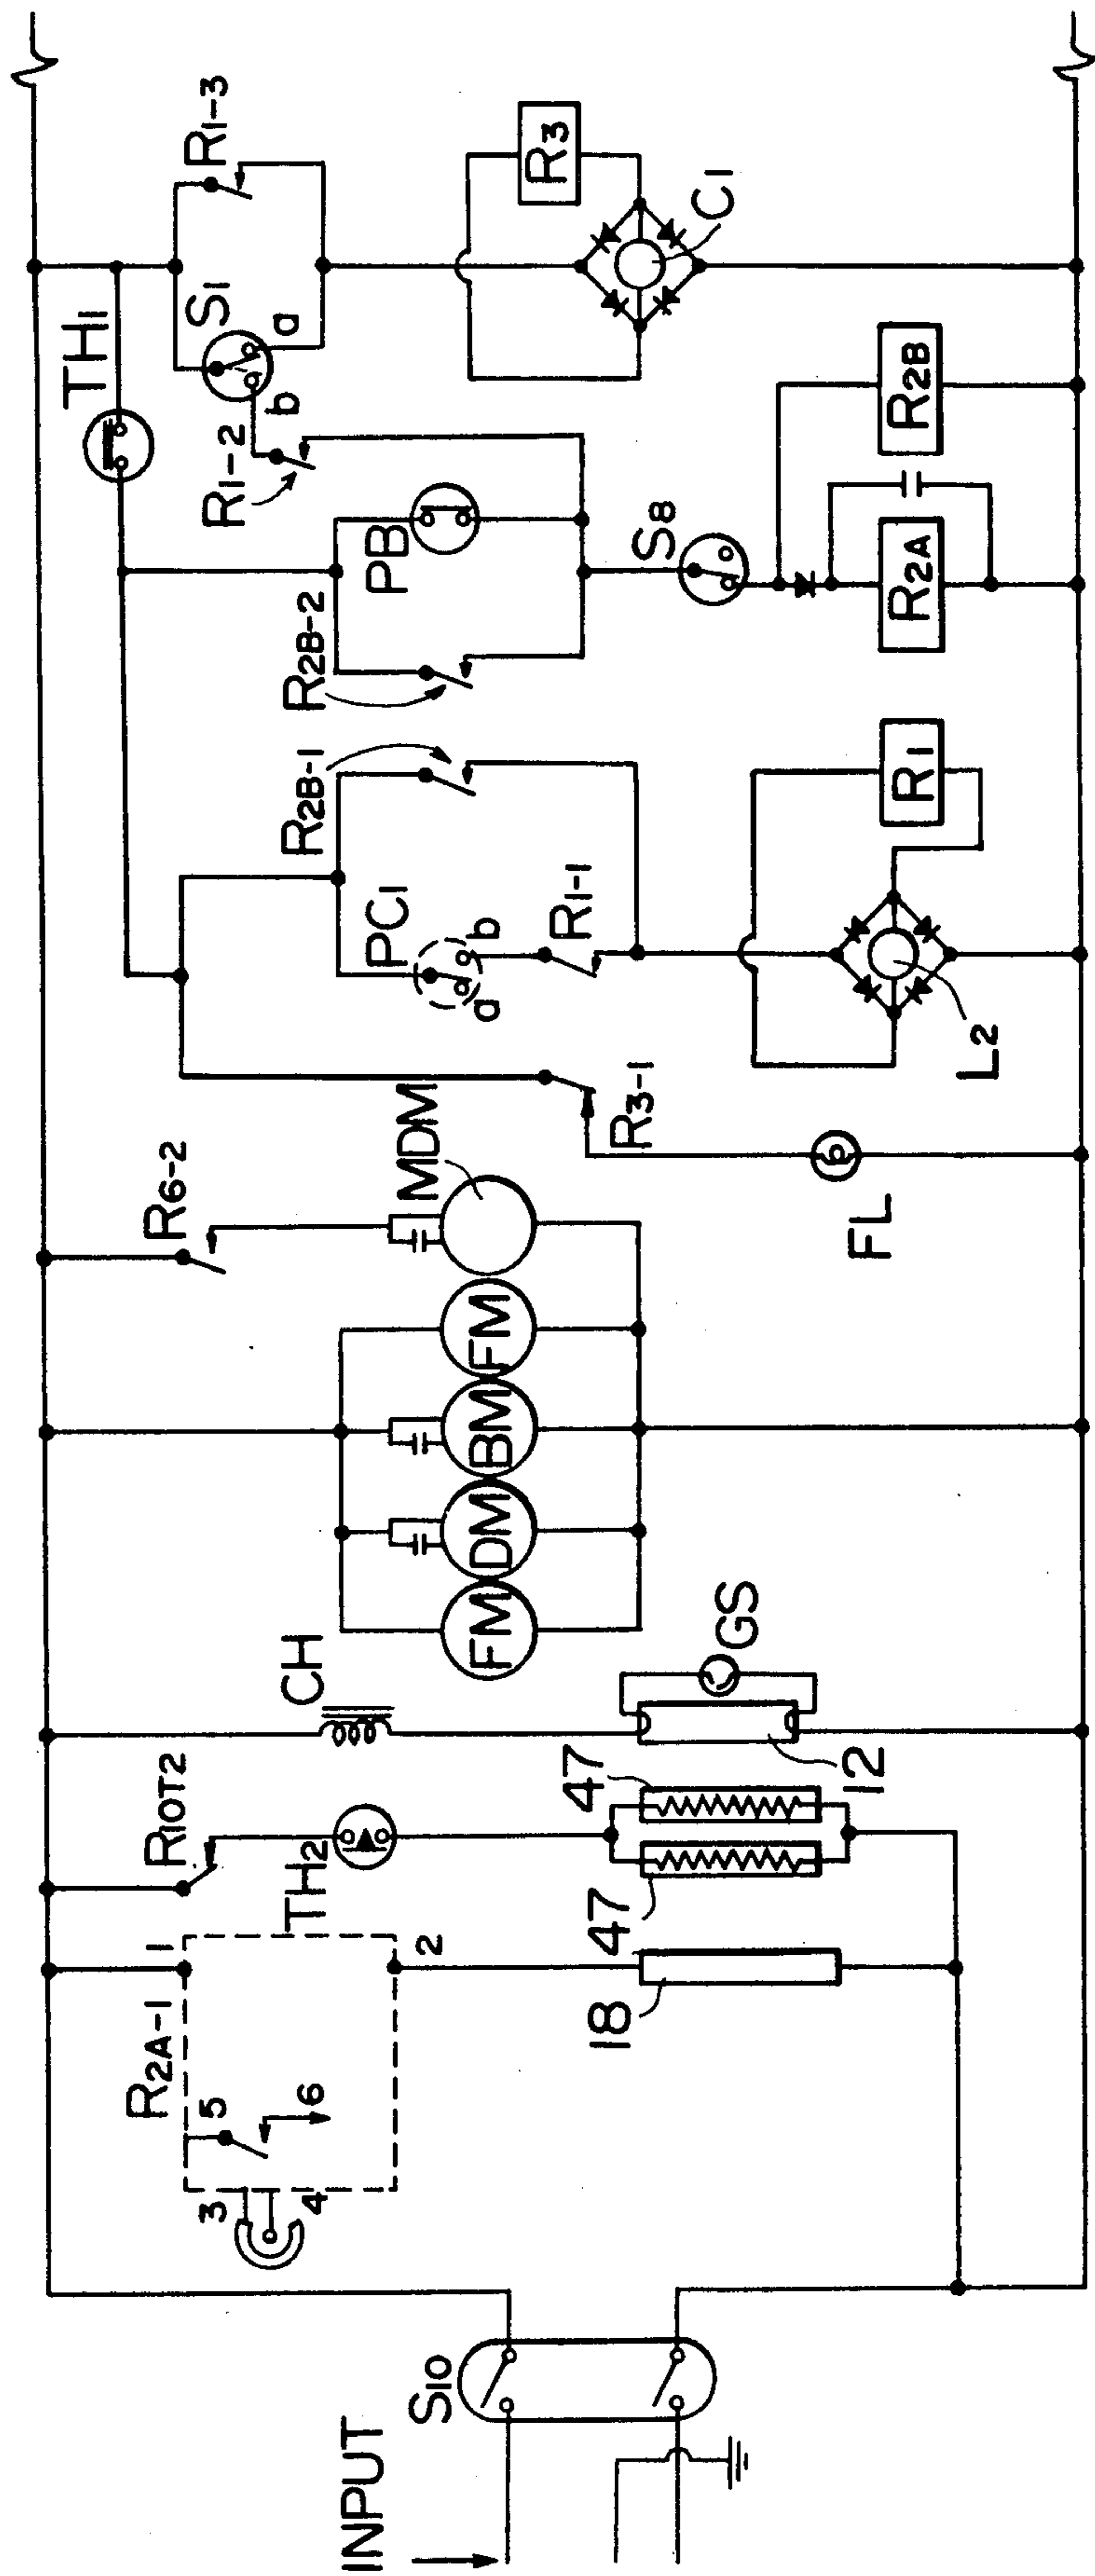 INPUT
S10
R2A-1
1
2
3
4
5
6
18
R10T2
TH2
47
47
CH
12
GS
FM
DM
BM
FM
MDM
R6-2
FL
R3-1
PC1
a
b
R1-1
R2B-1
L2
R1
R2B-2
PB
TH1
R1-2
S1
b
a
R1-3
S8
R2A
R2B
R3
C1